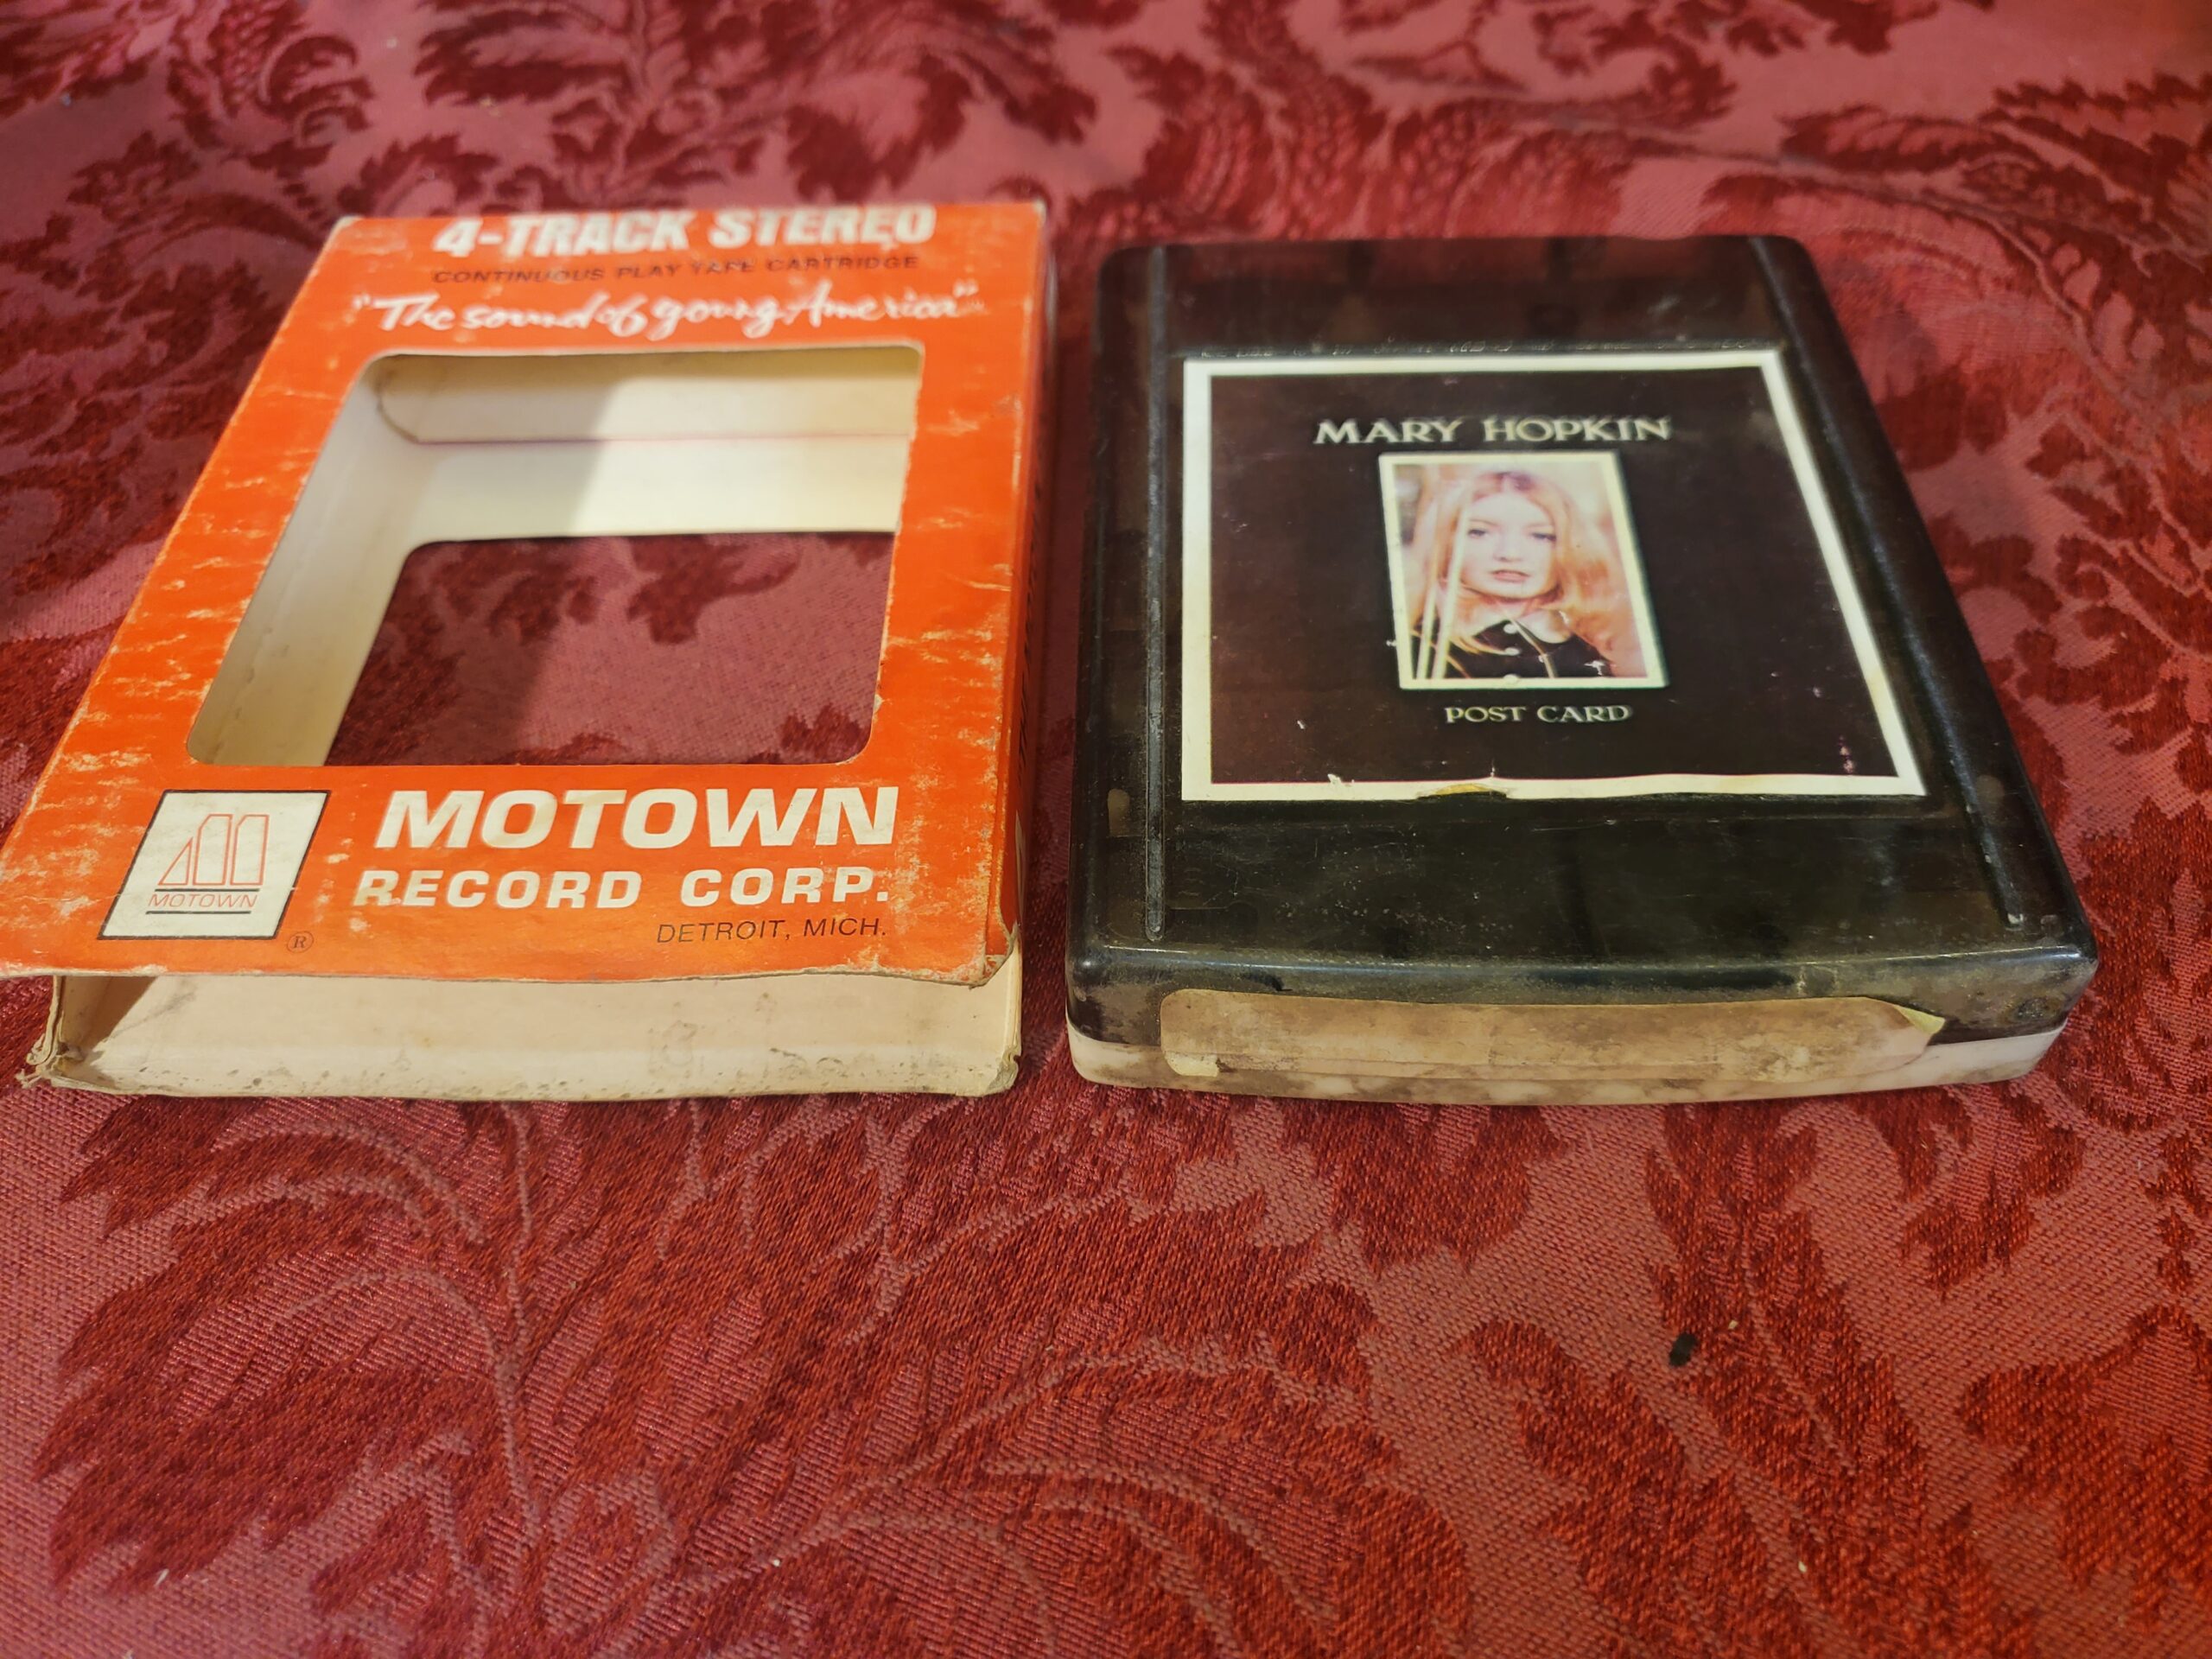 4-TRACK STEREO
CONTINUOUS PLAY TAPE CARTRIDGE
"The sound of young America"
MOTOWN
RECORD CORP.
DETROIT, MICH.
MOTOWN
®
MARY HOPKIN
POST CARD